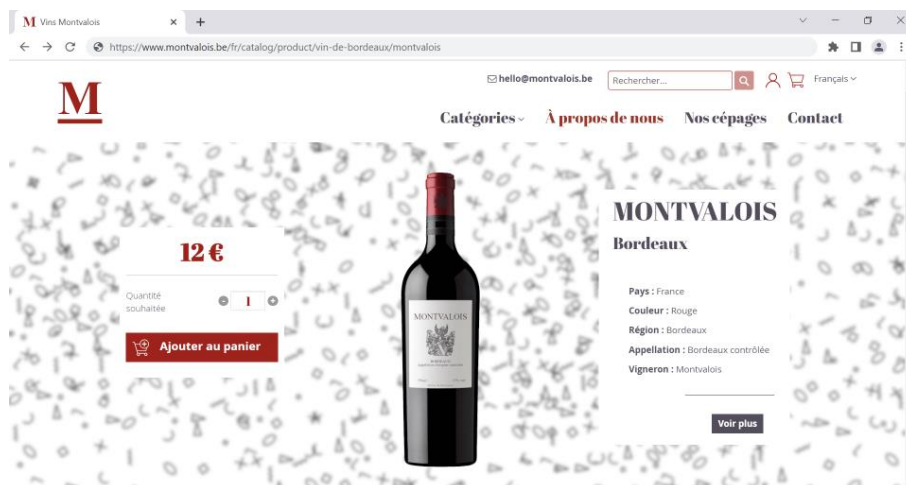 M Vins Montvalois
https://www.montvalois.be/fr/catalog/product/vin-de-bordeaux/montvalois
hello@montvalois.be Rechercher... Français
M
Catégories À propos de nous Nos cépages Contact
12 €
Quantité
souhaitée
1
Ajouter au panier
MONTVALOIS
BORDEAUX
MONTVALOIS
Bordeaux
Pays : France
Couleur : Rouge
Région : Bordeaux
Appellation : Bordeaux contrôlée
Vigneron : Montvalois
Voir plus